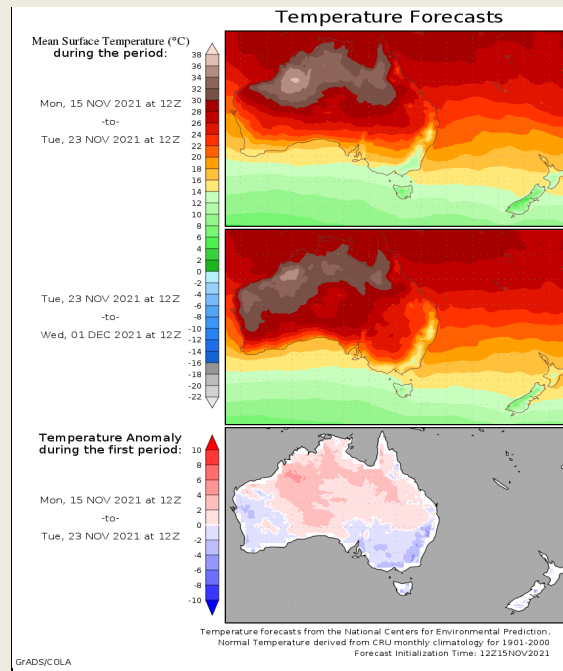 Temperature Forecasts
Mean Surface Temperature (°C)
during the period:
Mon, 15 NOV 2021 at 12Z
-to-
Tue, 23 NOV 2021 at 12Z
38
36
34
32
30
28
26
24
22
20
18
16
14
12
10
8
6
4
2
0
-2
-4
-6
-8
-10
-12
-14
-16
-18
-20
-22
Tue, 23 NOV 2021 at 12Z
-to-
Wed, 01 DEC 2021 at 12Z
Temperature Anomaly
during the first period:
Mon, 15 NOV 2021 at 12Z
-to-
Tue, 23 NOV 2021 at 12Z
10
8
6
4
2
0
-2
-4
-6
-8
-10
Temperature forecasts from the National Centers for Environmental Prediction.
Normal Temperature derived from CRU monthly climatology for 1901-2000
Forecast Initialization Time: 12Z15NOV2021
GrADS/COLA